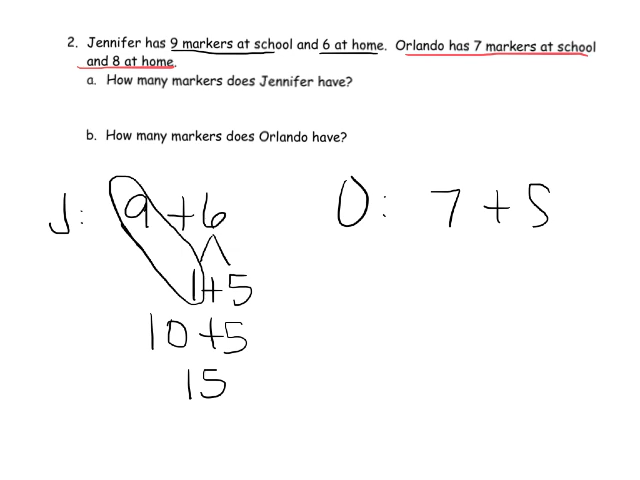 2. Jennifer has 9 markers at school and 6 at home. Orlando has 7 markers at school
and 8 at home.
a. How many markers does Jennifer have?
b. How many markers does Orlando have?
J: 9+6
O: 7+S
1+5
10+5
15